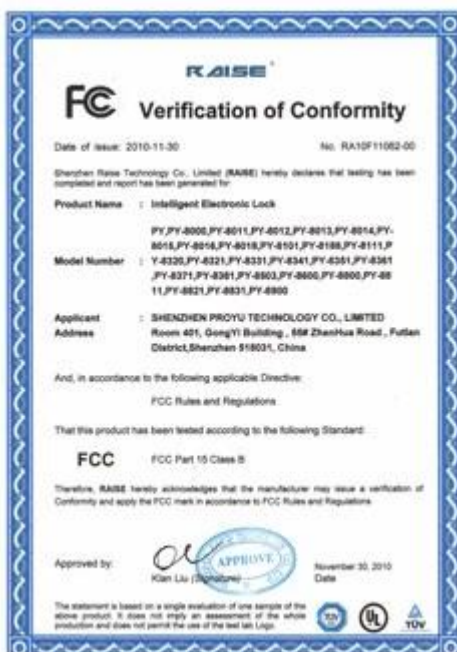 RAISE
FC
Verification of Conformity
Date of issue: 2010-11-30 No. RA10F11082-00
Shenzhen Raise Technology Co., Limited (RAISE) hereby declares that testing has been
completed and report has been generated for
Product Name : Intelligent Electronic Lock
PY,PY-8000,PY-8011,PY-8012,PY-8013,PY-8014,PY-
8015,PY-8016,PY-8019,PY-8101,PY-8188,PY-8111,P
Model Number : Y-8320,PY-8321,PY-8331,PY-8341,PY-8351,PY-8361
,PY-8371,PY-8381,PY-8503,PY-8600,PY-8800,PY-88
11,PY-8821,PY-8831,PY-8900
Applicant : SHENZHEN PROYU TECHNOLOGY CO., LIMITED
Address Room 401, GongYi Building , 55# ZhenHua Road , Futian
District,Shenzhen 518031, China
And, in accordance to the following applicable Directive:
FCC Rules and Regulations
That this product has been tested according to the following Standard:
FCC FCC Part 15 Class B
Therefore, RAISE hereby acknowledges that the manufacturer may issue a verification of
Conformity and apply the FCC mark in accordance to FCC Rules and Regulations
APPROVE
Approved by: November 30, 2010
Kian Liu (Signature) Date
The statement is based on a single evaluation of one sample of the
above product. It does not imply an assessment of the whole
production and does not permit the use of the test lab Logo.
TUV
UL
TÜV